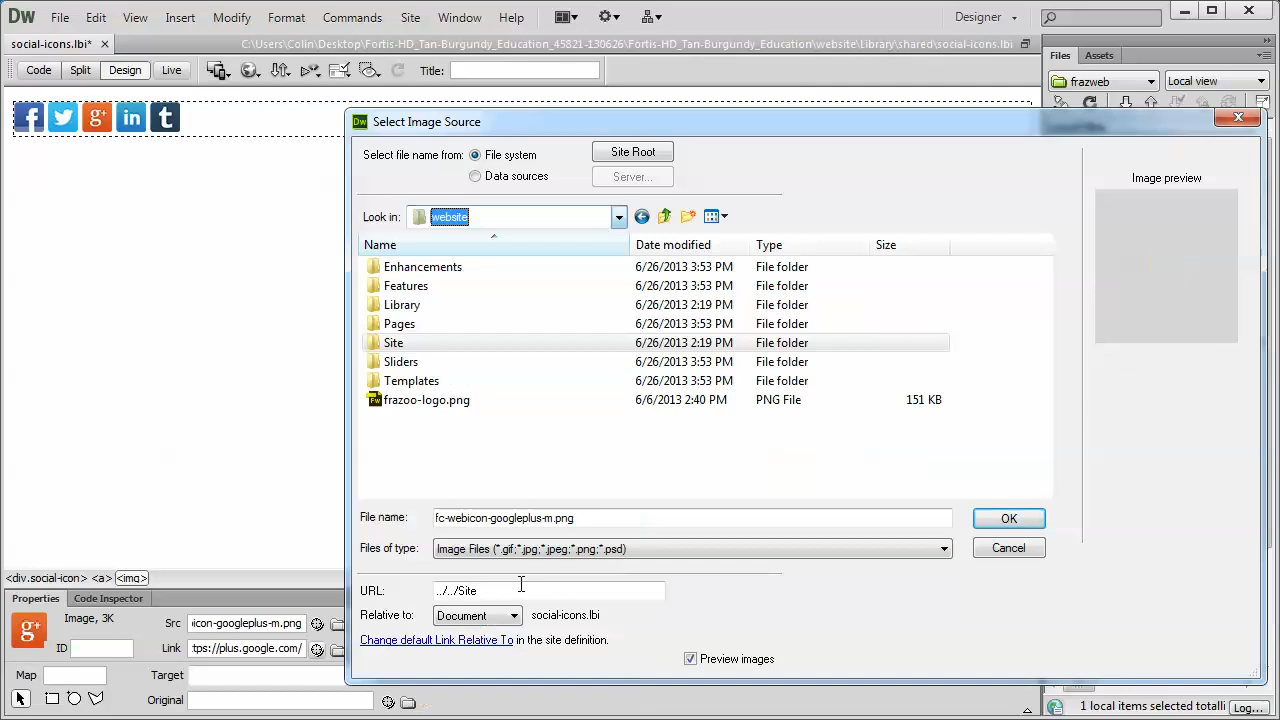 Dw File Edit View Insert Modify Format Commands Site Window Help Designer
social-icons.lbi* C:\Users\Colin\Desktop\Fortis-HD_Tan-Burgundy_Education_45821-130626\website\Library\shared\social-icons.lbi
Files Assets
Code Split Design Live Title:
frazweb Local view
Dw Select Image Source
Select file name from: File system Site Root
Data sources Server...
Image preview
Look in: website
Name Date modified Type Size
Enhancements 6/26/2013 3:53 PM File folder
Features 6/26/2013 3:53 PM File folder
Library 6/26/2013 2:19 PM File folder
Pages 6/26/2013 3:53 PM File folder
Site 6/26/2013 2:19 PM File folder
Sliders 6/26/2013 3:53 PM File folder
Templates 6/26/2013 3:53 PM File folder
frazoo-logo.png 6/6/2013 2:40 PM PNG File 151 KB
File name: fc-webicon-googleplus-m.png OK
Files of type: Image Files (*.gif;*.jpg;*.jpeg;*.png;*.psd) Cancel
URL: ../../Site
Relative to: Document social-icons.lbi
Change default Link Relative To in the site definition.
Preview images
<div.social-icon> <a> <img>
Properties Code Inspector
Image, 3K Src icon-googleplus-m.png
ID Link tps://plus.google.com/
Map Target
Original
1 local items selected totalli Log...